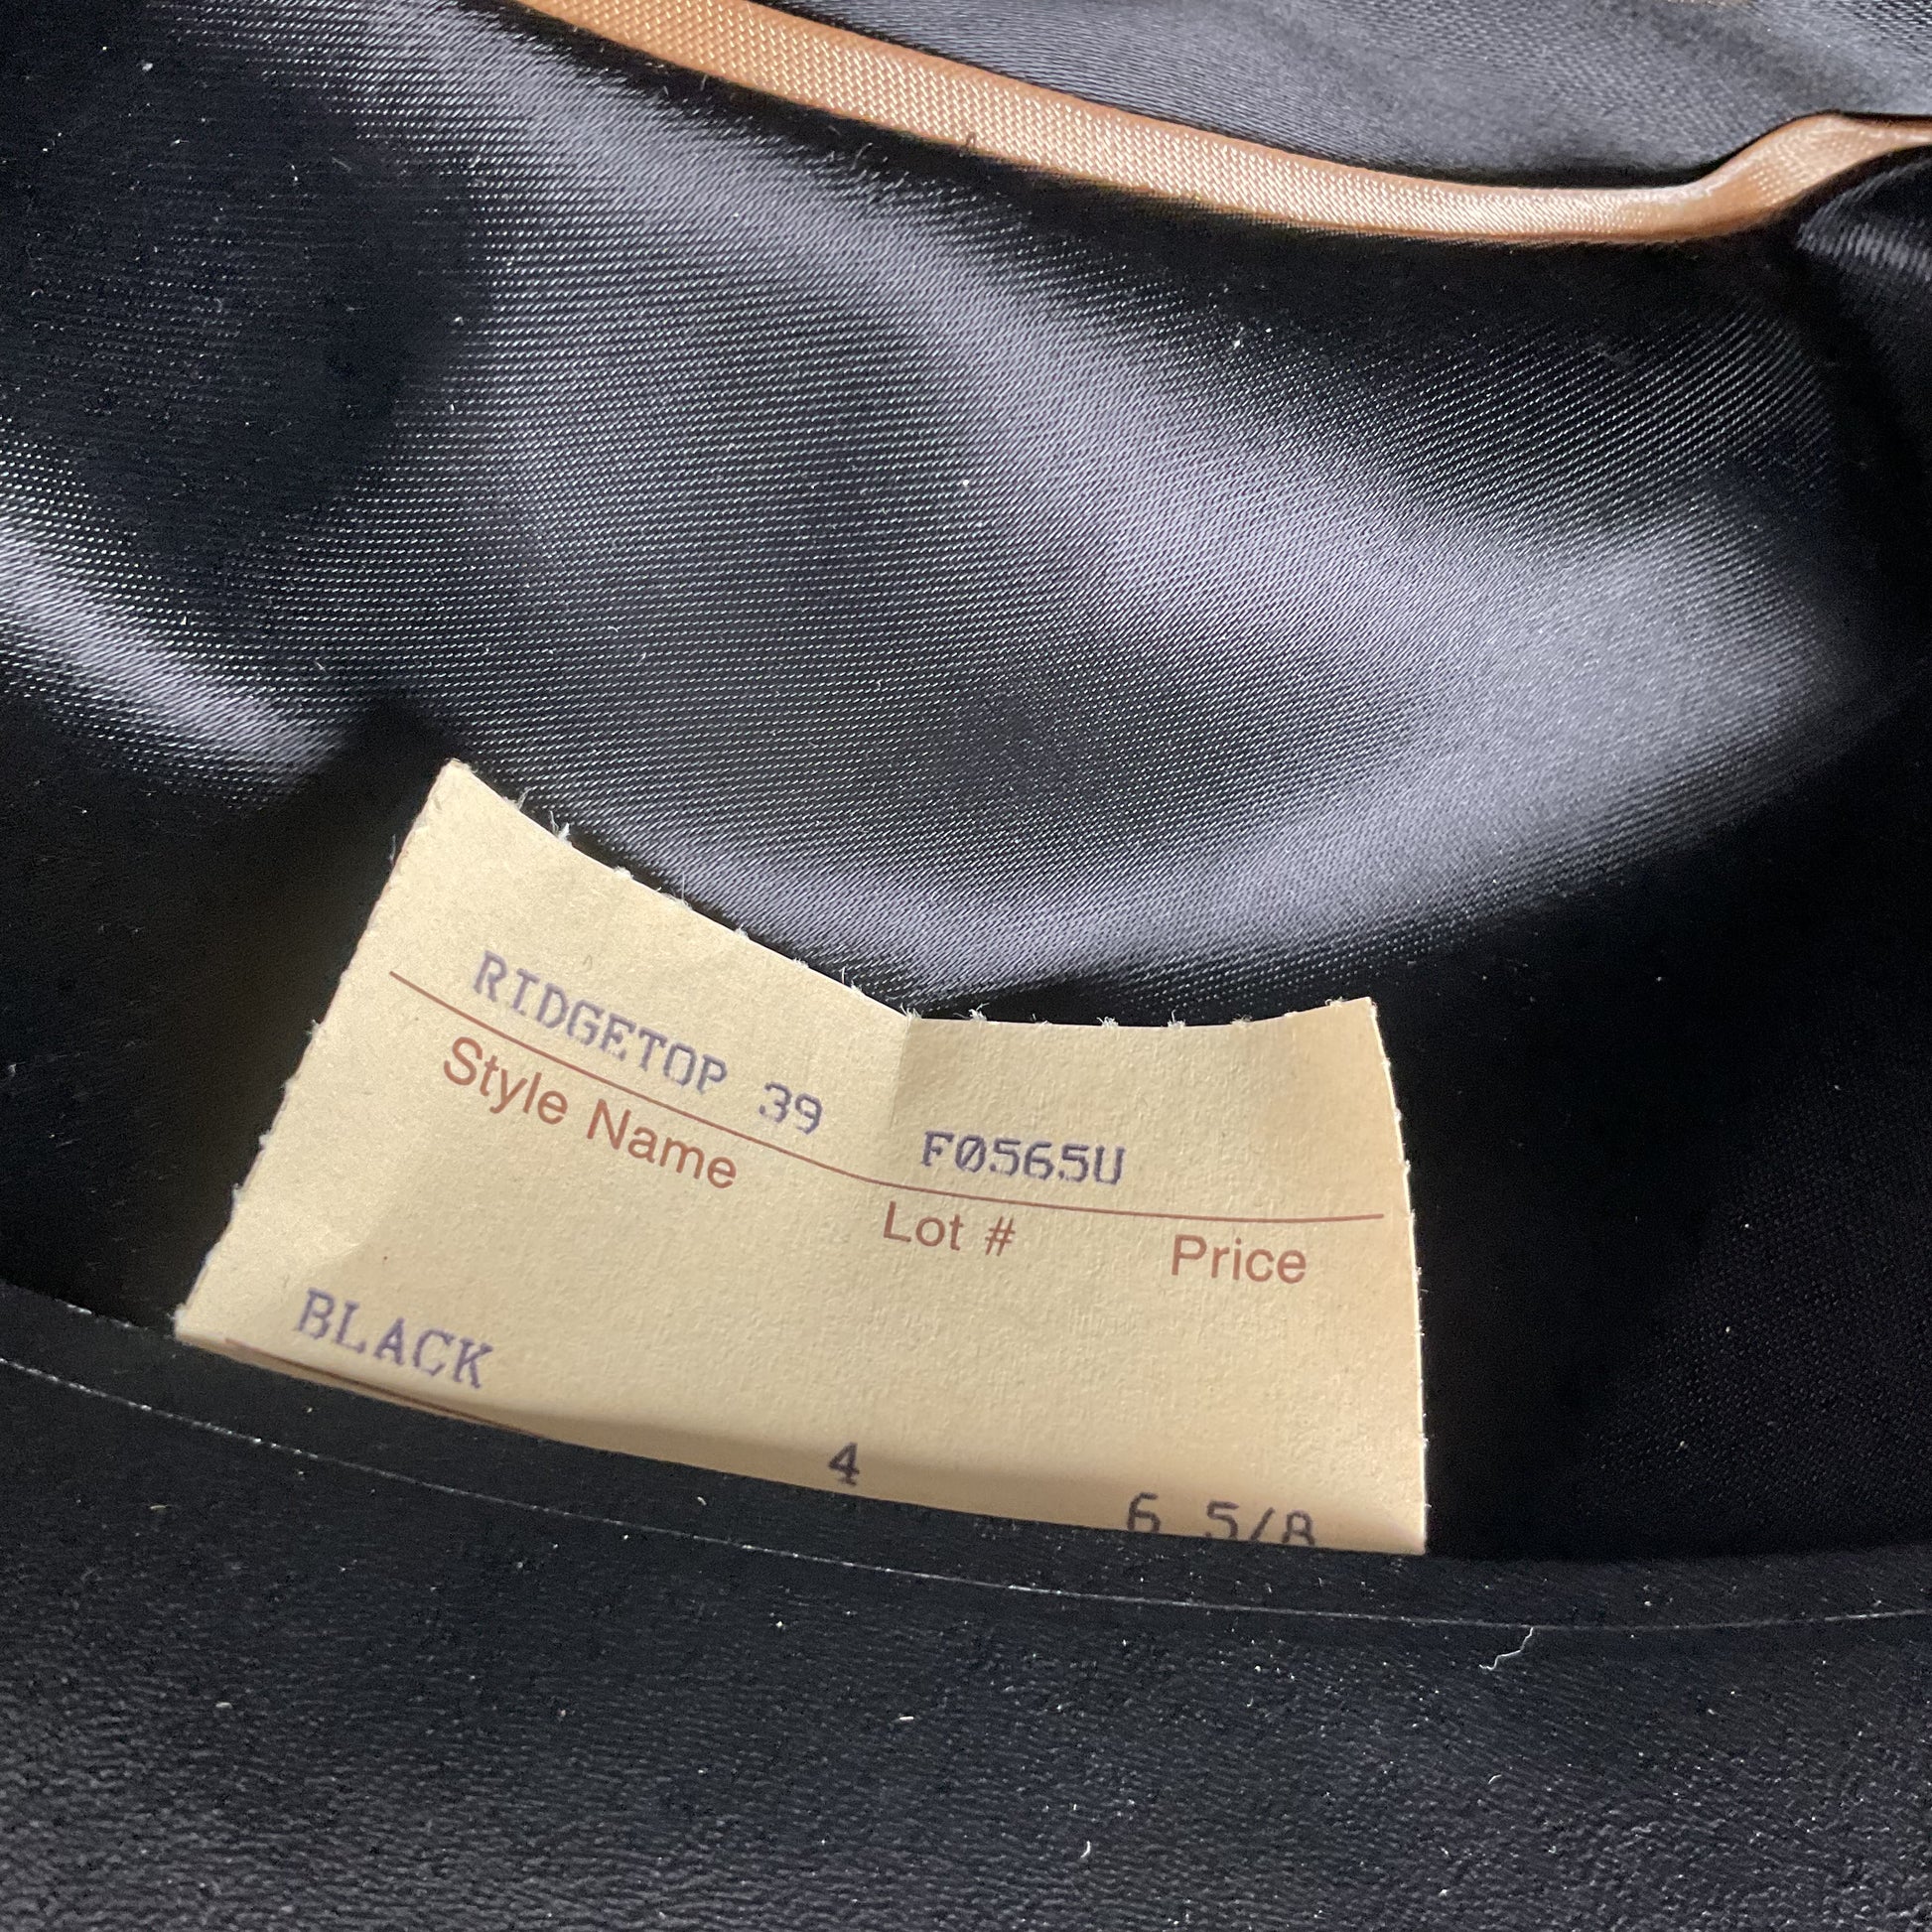 RIDGETOP 39 F0565U
Style Name Lot # Price
BLACK
4 6 5/8